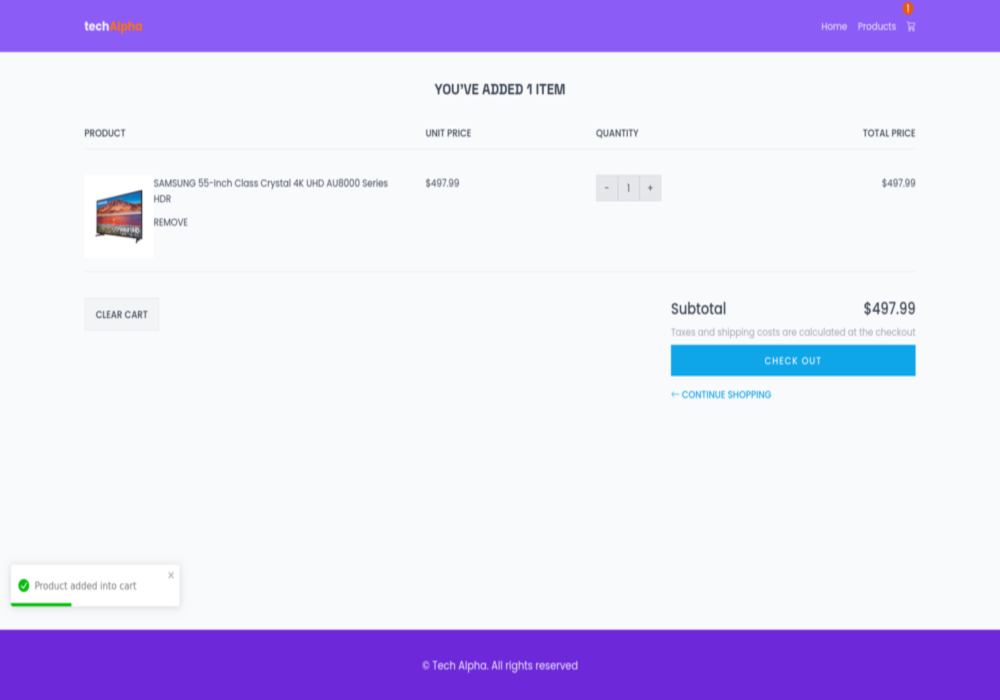 1
techAlpha
Home Products
YOU'VE ADDED 1 ITEM
PRODUCT UNIT PRICE QUANTITY TOTAL PRICE
SAMSUNG 55-Inch Class Crystal 4K UHD AU8000 Series
HDR
$497.99
- 1 +
$497.99
REMOVE
CLEAR CART
Subtotal $497.99
Taxes and shipping costs are calculated at the checkout
CHECK OUT
← CONTINUE SHOPPING
Product added into cart
© Tech Alpha. All rights reserved